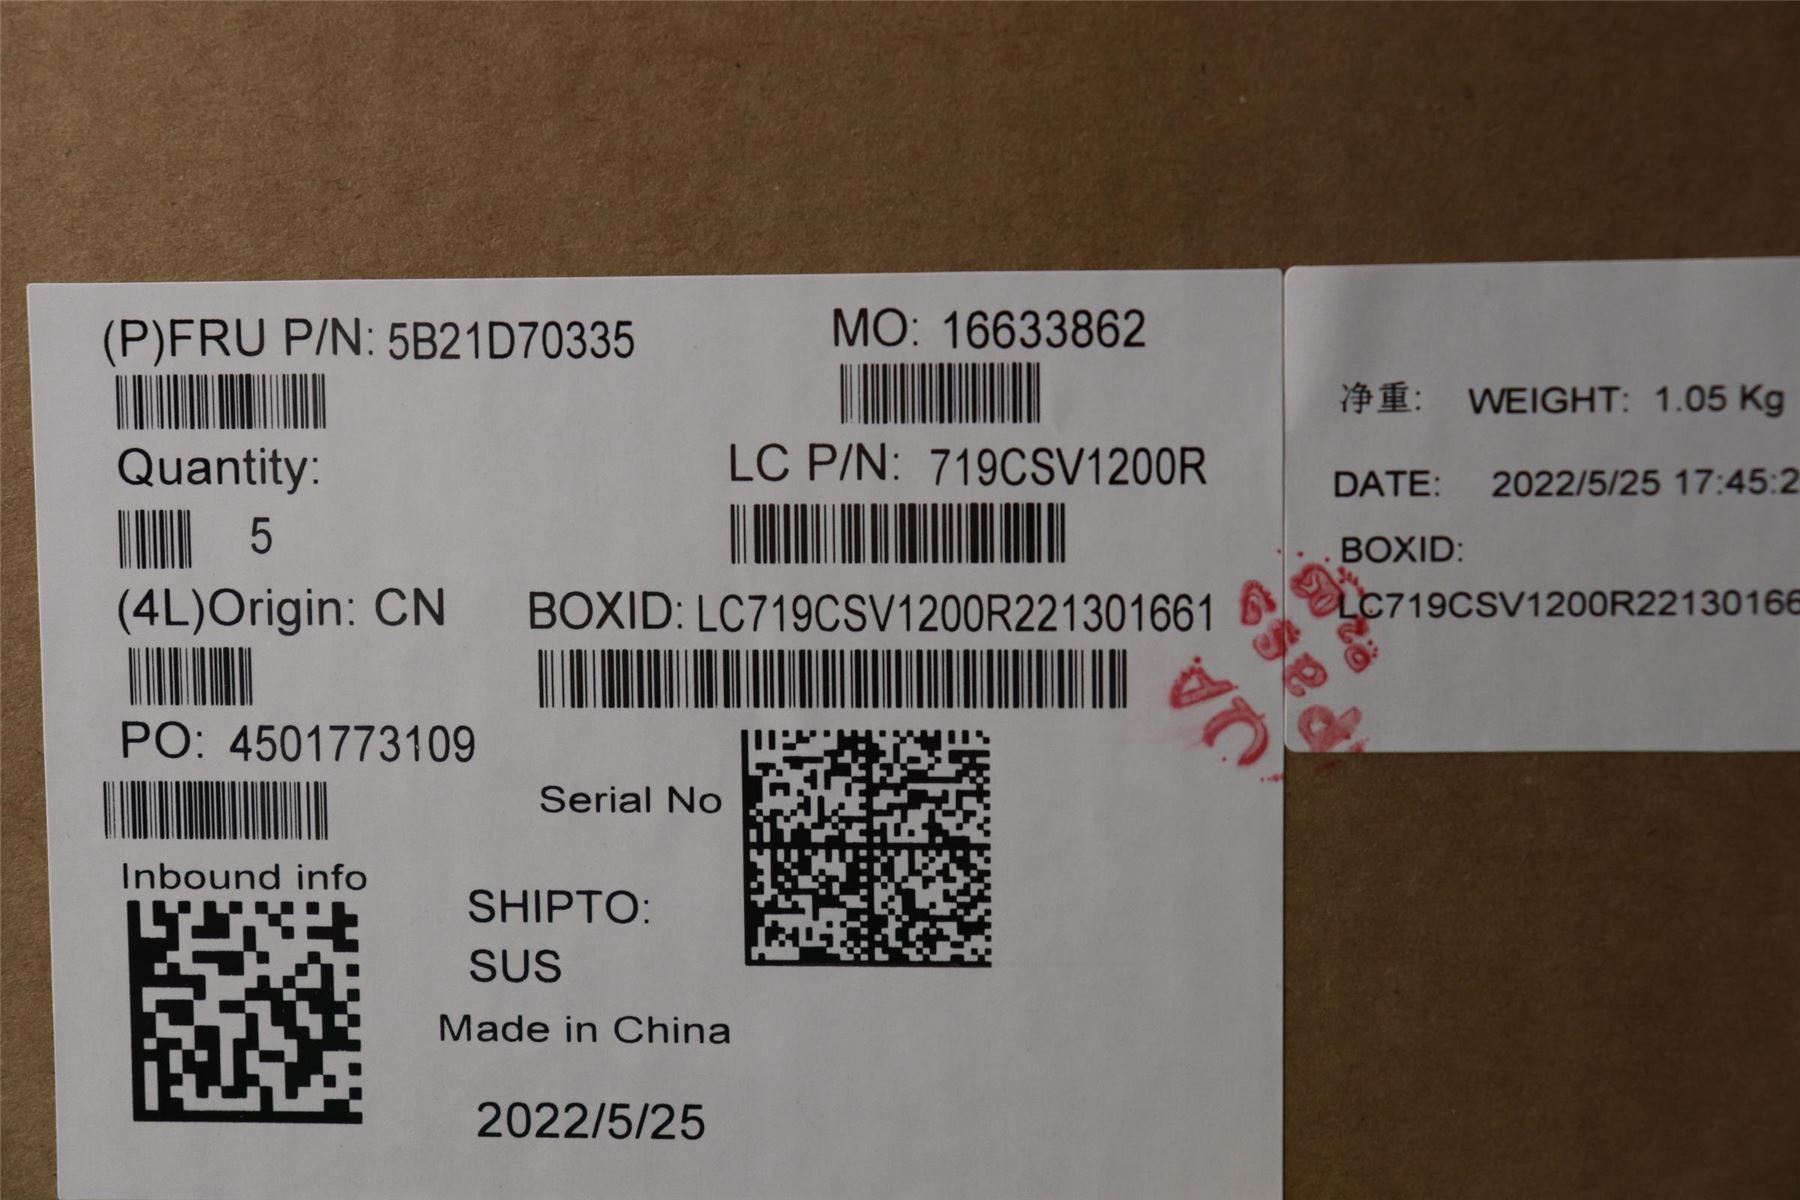 (P)FRU P/N: 5B21D70335
MO: 16633862
Quantity:
5
LC P/N: 719CSV1200R
(4L)Origin: CN
BOXID: LC719CSV1200R221301661
PO: 4501773109
Serial No
Inbound info
SHIPTO:
SUS
Made in China
2022/5/25
净重: WEIGHT: 1.05 Kg
DATE: 2022/5/25 17:45:2
BOXID:
LC719CSV1200R22130166